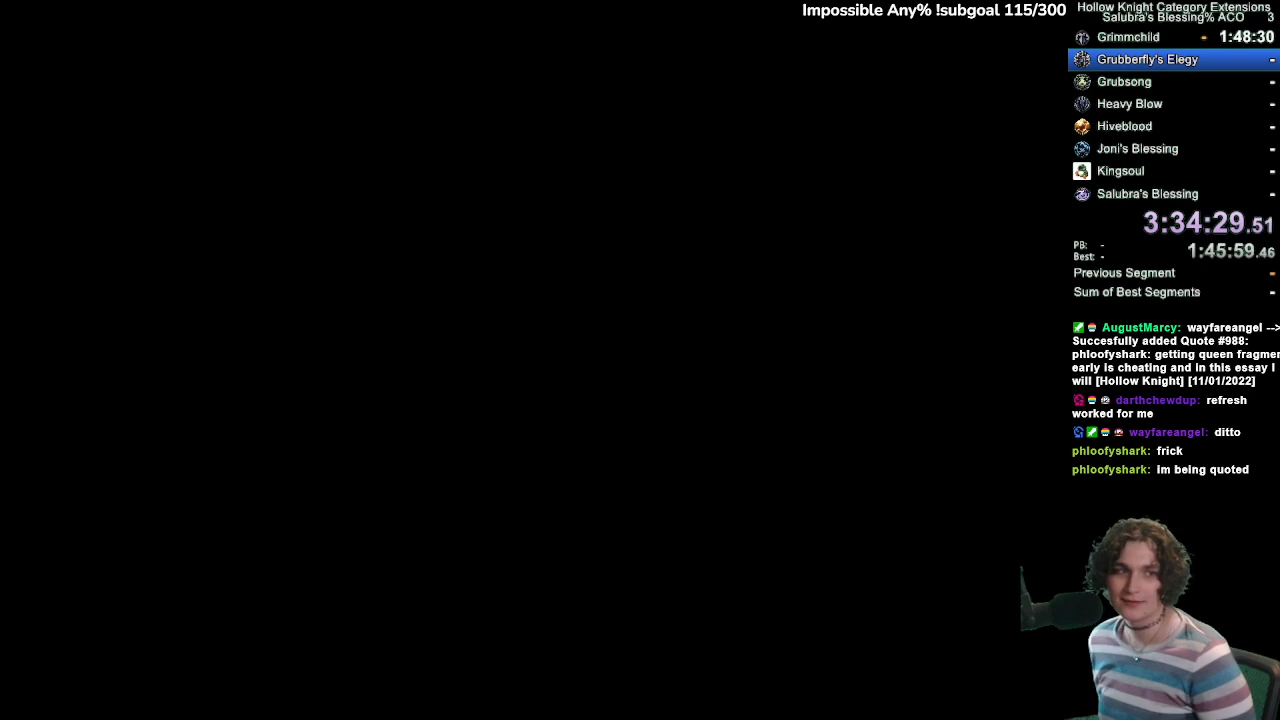 Impossible Any% !subgoal 115/300
Hollow Knight Category Extensions
Salubra's Blessing% ACO 3
Grimmchild - 1:48:30
Grubberfly's Elegy -
Grubsong -
Heavy Blow -
Hiveblood -
Joni's Blessing -
Kingsoul -
Salubra's Blessing -
3:34:29.51
PB: -
Best: -
1:45:59.46
Previous Segment -
Sum of Best Segments -
AugustMarcy: wayfareangel -->
Succesfully added Quote #988:
phloofyshark: getting queen fragmen
early is cheating and in this essay I
will [Hollow Knight] [11/01/2022]
darthchewdup: refresh
worked for me
wayfareangel: ditto
phloofyshark: frick
phloofyshark: im being quoted